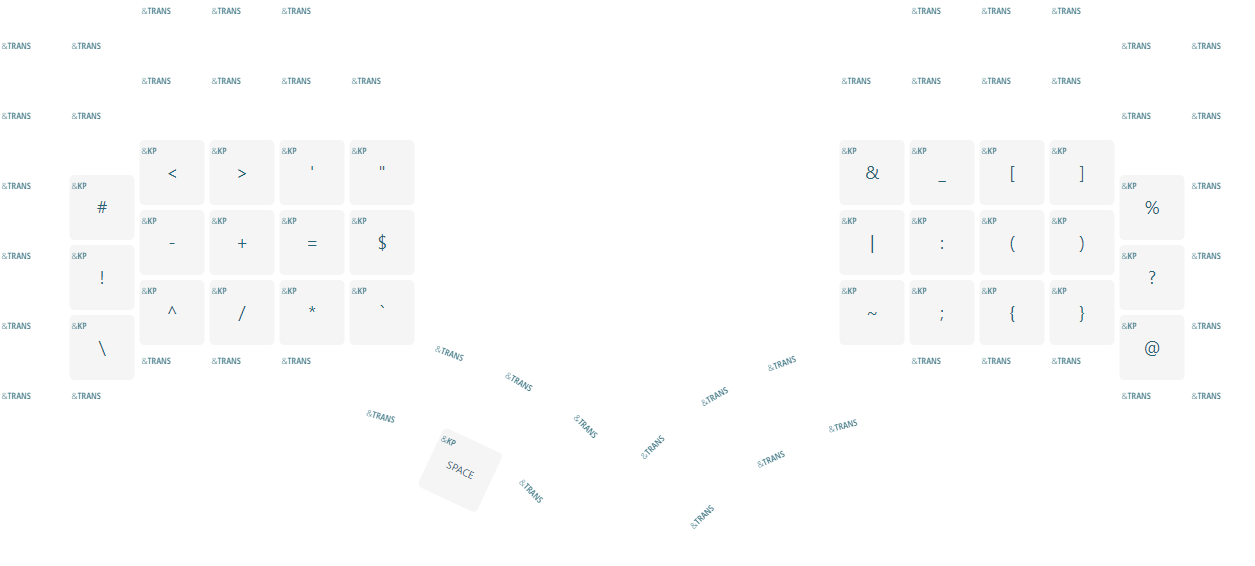 &TRANS &TRANS &TRANS &TRANS &TRANS &TRANS
&TRANS &TRANS &TRANS &TRANS
&TRANS &TRANS &TRANS &TRANS &TRANS &TRANS &TRANS &TRANS
&TRANS &TRANS &TRANS &TRANS
&KP &KP &KP &KP &KP &KP &KP &KP
< > ' " & _ [ ]
&TRANS &KP &KP &TRANS
# %
&KP &KP &KP &KP &KP &KP &KP &KP
- + = $ | : ( )
&TRANS &KP &KP &TRANS
! ?
&KP &KP &KP &KP &KP &KP &KP &KP
^ / * ` ~ ; { }
&TRANS &KP &KP &TRANS
\ @
&TRANS &TRANS &TRANS &TRANS &TRANS &TRANS &TRANS &TRANS
&TRANS &TRANS &TRANS &TRANS &TRANS &TRANS
&TRANS &TRANS &TRANS
&KP &TRANS &TRANS
SPACE
&TRANS &TRANS